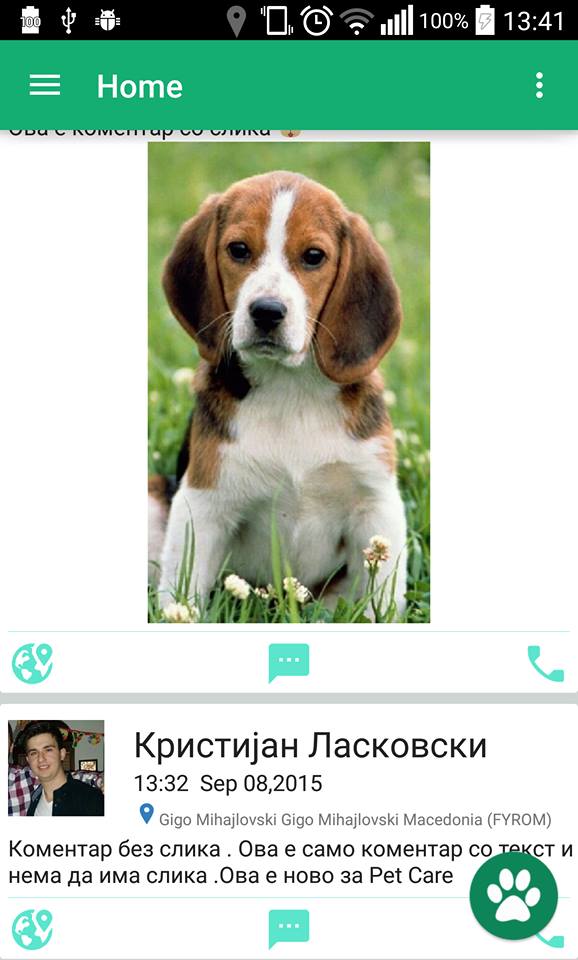 100
100%
13:41
Home
Ова е коментар со слика
Кристијан Ласковски
13:32 Sep 08,2015
Gigo Mihajlovski Gigo Mihajlovski Macedonia (FYROM)
Коментар без слика . Ова е само коментар со текст и
нема да има слика .Ова е ново за Pet Care